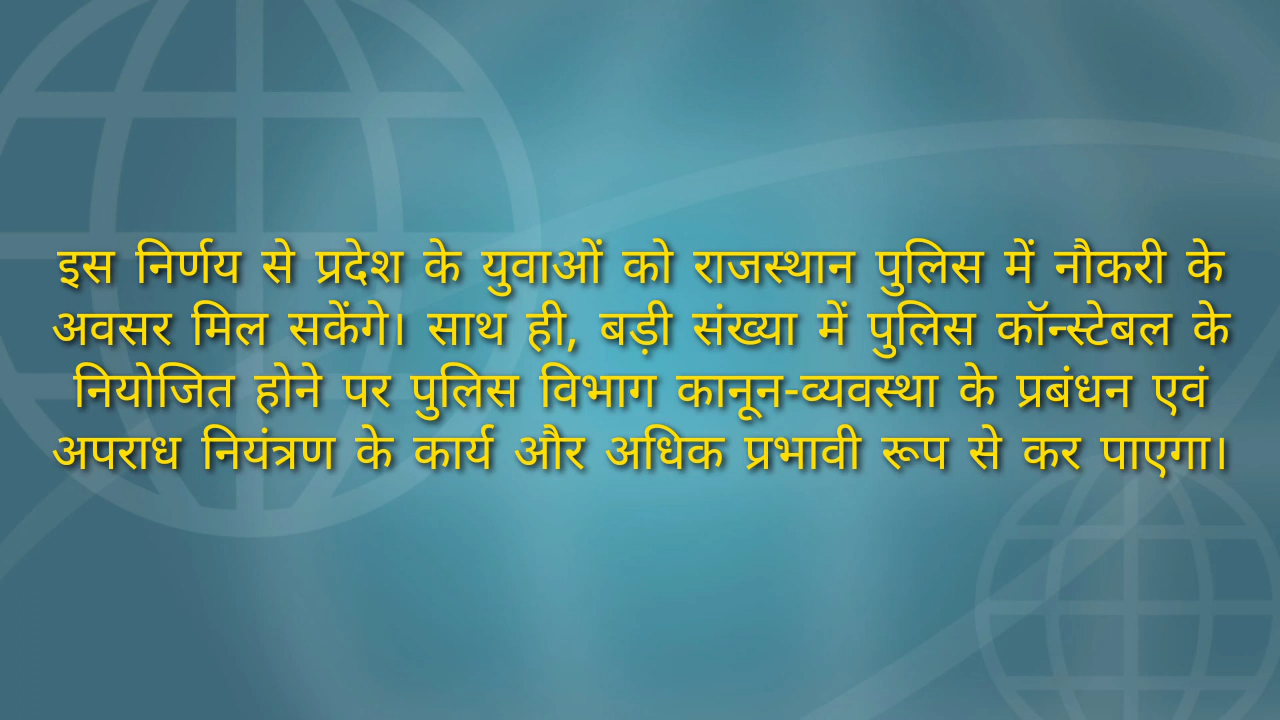 इस निर्णय से प्रदेश के युवाओं को राजस्थान पुलिस में नौकरी के
अवसर मिल सकेंगे। साथ ही, बड़ी संख्या में पुलिस कॉन्स्टेबल के
नियोजित होने पर पुलिस विभाग कानून-व्यवस्था के प्रबंधन एवं
अपराध नियंत्रण के कार्य और अधिक प्रभावी रूप से कर पाएगा।